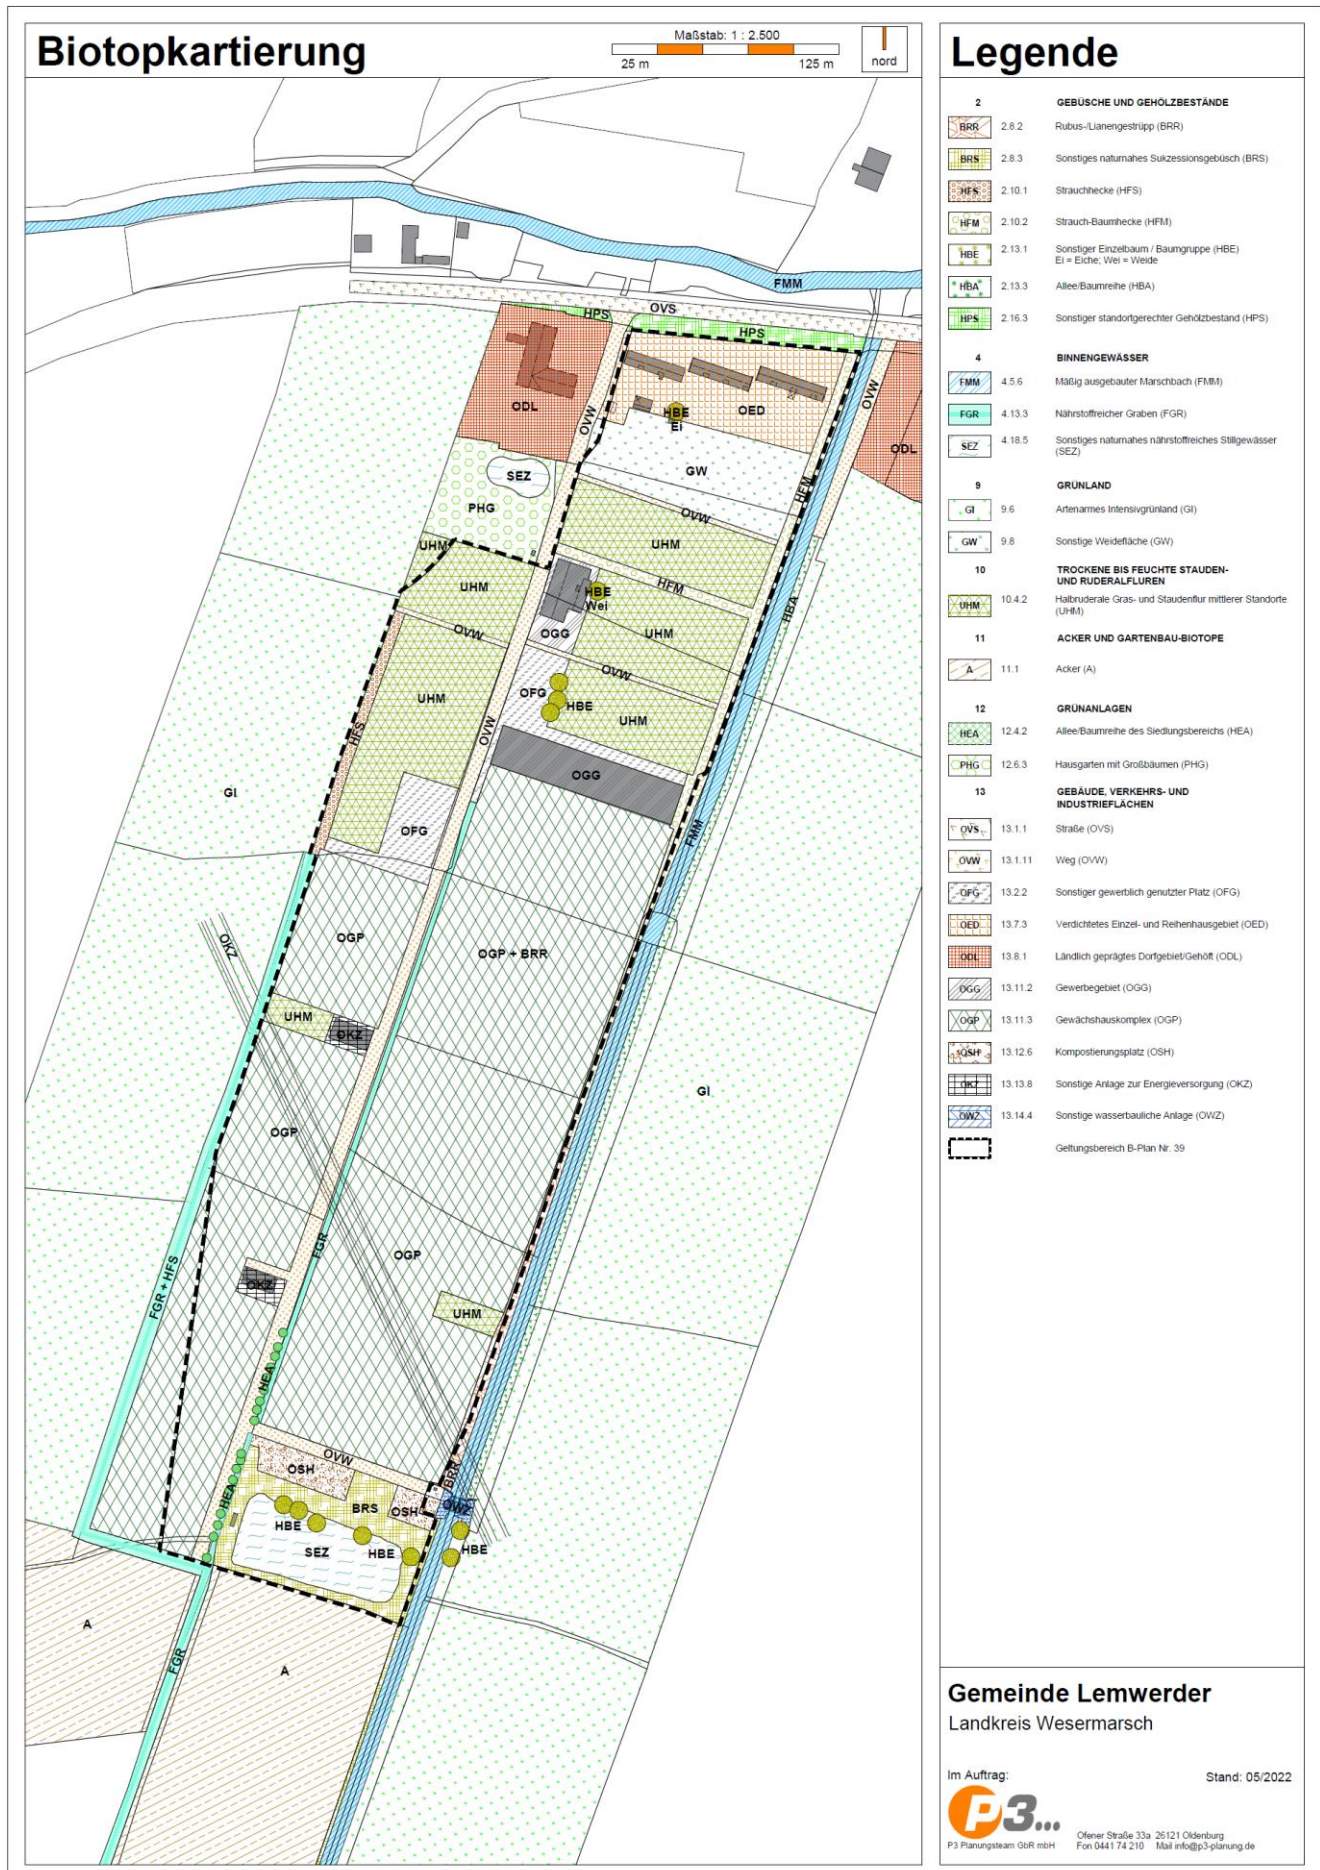 Biotopkartierung
Maßstab: 1 : 2.500
25 m
125 m
nord
FMM
OVS
HPS
HPS
ODL
OVW
HBE
Ei
OED
OVW
ODL
GW
SEZ
PHG
HFM
OVW
UHM
UHM
UHM
HFM
HBE
Wei
HBA
OVW
OGG
UHM
OVW
UHM
OFG
HBE
UHM
HFS
OVW
OGG
GI
OFG
FMM
OKZ
OGP
OGP + BRR
UHM
OKZ
GI
OGP
FGR
OGP
FGR + HFS
OKZ
UHM
HEA
OVW
BRR
OSH
HEA
BRS
OSH
OWZ
HBE
SEZ
HBE
HBE
A
FGR
A
Legende
2 GEBÜSCHE UND GEHÖLZBESTÄNDE
BRR 2.8.2 Rubus-/Lianengestrüpp (BRR)
BRS 2.8.3 Sonstiges naturnahes Sukzessionsgebüsch (BRS)
HFS 2.10.1 Strauchhecke (HFS)
HFM 2.10.2 Strauch-Baumhecke (HFM)
HBE 2.13.1 Sonstiger Einzelbaum / Baumgruppe (HBE)
Ei = Eiche; Wei = Weide
HBA 2.13.3 Allee/Baumreihe (HBA)
HPS 2.16.3 Sonstiger standortgerechter Gehölzbestand (HPS)
4 BINNENGEWÄSSER
FMM 4.5.6 Mäßig ausgebauter Marschbach (FMM)
FGR 4.13.3 Nährstoffreicher Graben (FGR)
SEZ 4.18.5 Sonstiges naturnahes nährstoffreiches Stillgewässer
(SEZ)
9 GRÜNLAND
GI 9.6 Artenarmes Intensivgrünland (GI)
GW 9.8 Sonstige Weidefläche (GW)
10 TROCKENE BIS FEUCHTE STAUDEN-
UND RUDERALFLUREN
UHM 10.4.2 Halbruderale Gras- und Staudenflur mittlerer Standorte
(UHM)
11 ACKER UND GARTENBAU-BIOTOPE
A 11.1 Acker (A)
12 GRÜNANLAGEN
HEA 12.4.2 Allee/Baumreihe des Siedlungsbereichs (HEA)
PHG 12.6.3 Hausgarten mit Großbäumen (PHG)
13 GEBÄUDE, VERKEHRS- UND
INDUSTRIEFLÄCHEN
OVS 13.1.1 Straße (OVS)
OVW 13.1.11 Weg (OVW)
OFG 13.2.2 Sonstiger gewerblich genutzter Platz (OFG)
OED 13.7.3 Verdichtetes Einzel- und Reihenhausgebiet (OED)
ODL 13.8.1 Ländlich geprägtes Dorfgebiet/Gehöft (ODL)
OGG 13.11.2 Gewerbegebiet (OGG)
OGP 13.11.3 Gewächshauskomplex (OGP)
OSH 13.12.6 Kompostierungsplatz (OSH)
OKZ 13.13.8 Sonstige Anlage zur Energieversorgung (OKZ)
OWZ 13.14.4 Sonstige wasserbauliche Anlage (OWZ)
Geltungsbereich B-Plan Nr. 39
Gemeinde Lemwerder
Landkreis Wesermarsch
Im Auftrag:
Stand: 05/2022
P3...
P3 Planungsteam GbR mbH
Ofener Straße 33a 26121 Oldenburg
Fon 0441 74 210 Mail info@p3-planung.de